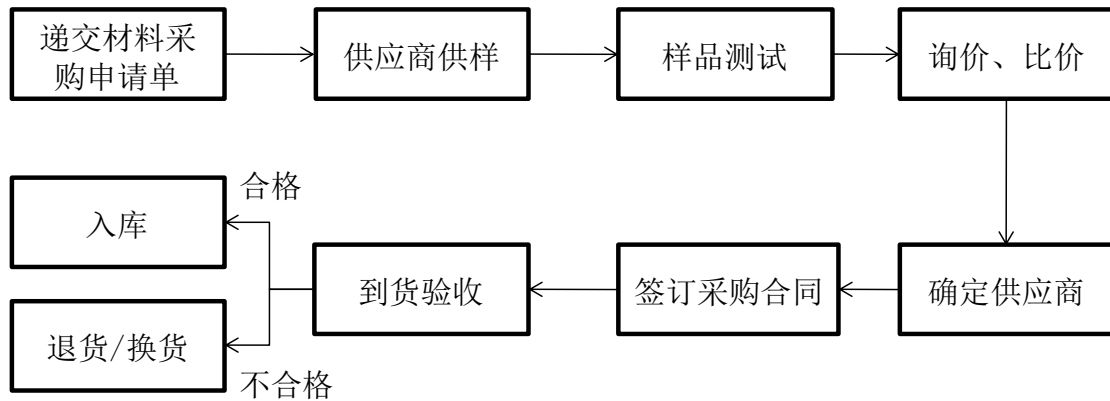 递交材料采
购申请单
供应商供样
样品测试
询价、比价
合格
入库
到货验收
签订采购合同
确定供应商
退货/换货
不合格